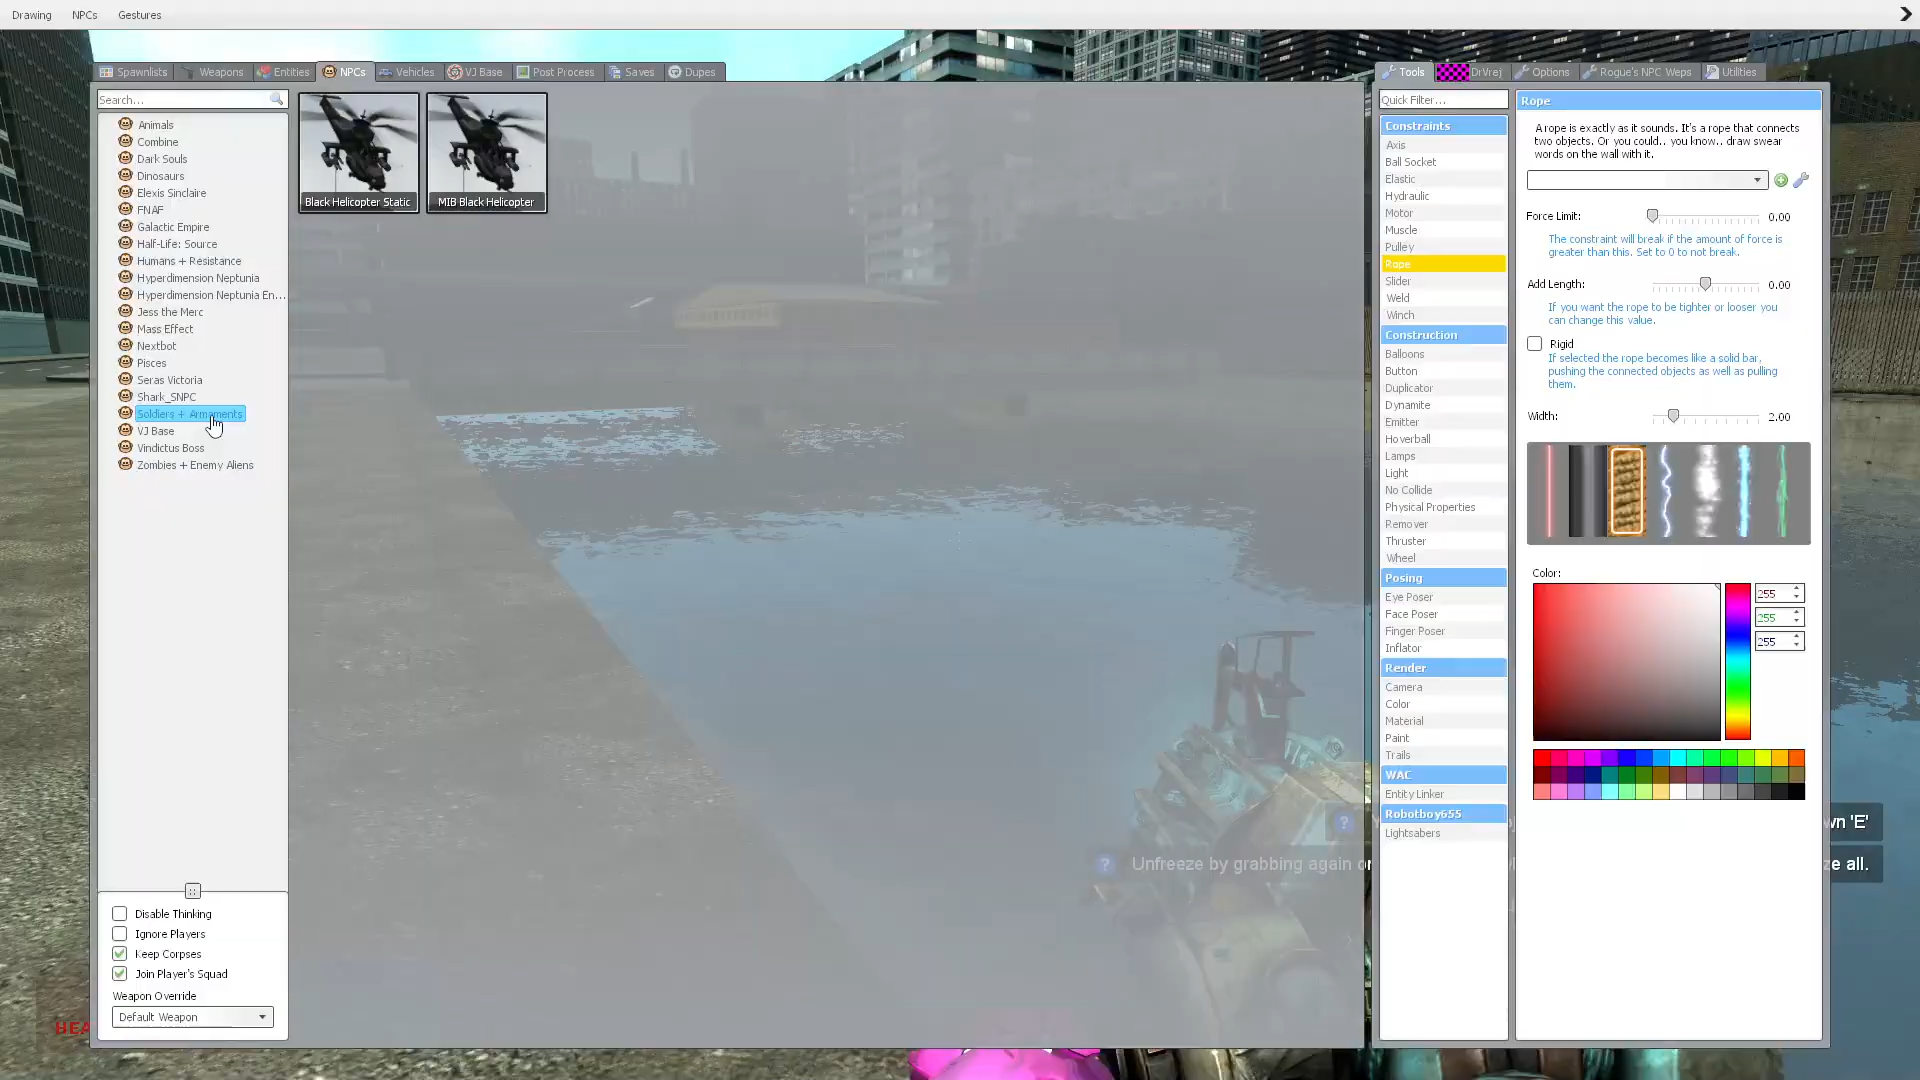 Drawing NPCs Gestures
Spawnlists Weapons Entities NPCs Vehicles VJ Base Post Process Saves Dupes
Search...
Animals
Combine
Dark Souls
Dinosaurs
Elexis Sinclaire
FNAF
Galactic Empire
Half-Life: Source
Humans + Resistance
Hyperdimension Neptunia
Hyperdimension Neptunia En...
Jess the Merc
Mass Effect
Nextbot
Pisces
Seras Victoria
Shark_SNPC
Soldiers + Armaments
VJ Base
Vindictus Boss
Zombies + Enemy Aliens
Disable Thinking
Ignore Players
Keep Corpses
Join Player's Squad
Weapon Override
Default Weapon
HEA
Black Helicopter Static
MIB Black Helicopter
Unfreeze by grabbing again o
Tools DrVrej Options Rogue's NPC Weps Utilities
Quick Filter...
Constraints
Axis
Ball Socket
Elastic
Hydraulic
Motor
Muscle
Pulley
Rope
Slider
Weld
Winch
Construction
Balloons
Button
Duplicator
Dynamite
Emitter
Hoverball
Lamps
Light
No Collide
Physical Properties
Remover
Thruster
Wheel
Posing
Eye Poser
Face Poser
Finger Poser
Inflator
Render
Camera
Color
Material
Paint
Trails
WAC
Entity Linker
Robotboy655
Lightsabers
Rope
A rope is exactly as it sounds. It's a rope that connects
two objects. Or you could.. you know.. draw swear
words on the wall with it.
Force Limit: 0.00
The constraint will break if the amount of force is
greater than this. Set to 0 to not break.
Add Length: 0.00
If you want the rope to be tighter or looser you
can change this value.
Rigid
If selected the rope becomes like a solid bar,
pushing the connected objects as well as pulling
them.
Width: 2.00
Color:
255
255
255
wn 'E'
ze all.